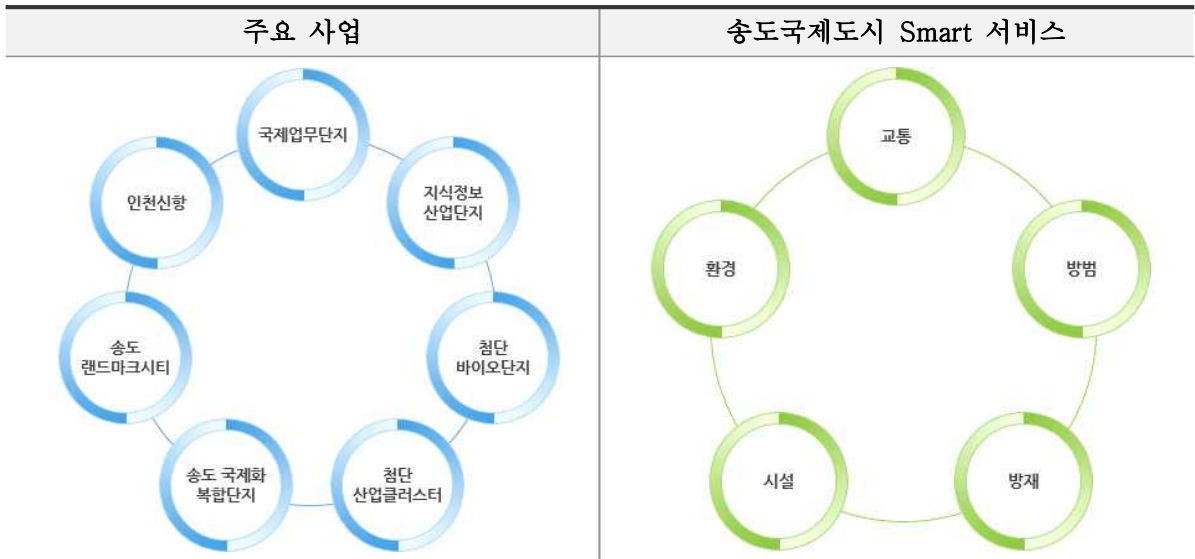 주요 사업
송도국제도시 Smart 서비스
국제업무단지
지식정보
산업단지
첨단
바이오단지
첨단
산업클러스터
송도 국제화
복합단지
송도
랜드마크시티
인천신항
교통
방범
방재
시설
환경